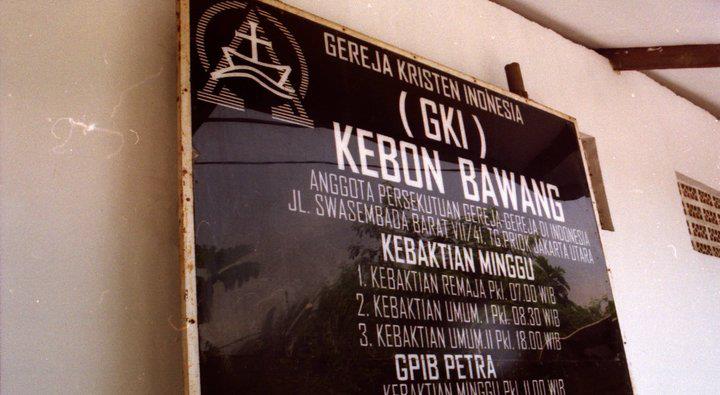 GEREJA KRISTEN INDONESIA
( GKI )
KEBON BAWANG
ANGGOTA PERSEKUTUAN GEREJA-GEREJA DI INDONESIA
JL. SWASEMBADA BARAT VII/41. TG.PRIOK, JAKARTA UTARA
KEBAKTIAN MINGGU
1. KEBAKTIAN REMAJA Pkl. 07.00 WIB
2. KEBAKTIAN UMUM. I Pkl. 08.30 WIB
3. KEBAKTIAN UMUM.II Pkl. 18.00 WIB
GPIB PETRA
KEBAKTIAN MINGGU Pkl. 11.00 WIB